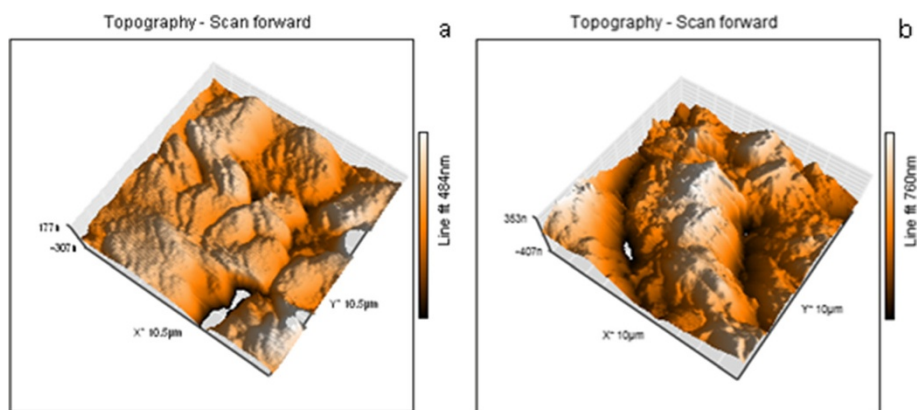 Topography - Scan forward
a
177n
-307n
X* 10.5µm
Y* 10.5µm
Line fit 484nm
Topography - Scan forward
b
353n
-407n
X* 10µm
Y* 10µm
Line fit 760nm